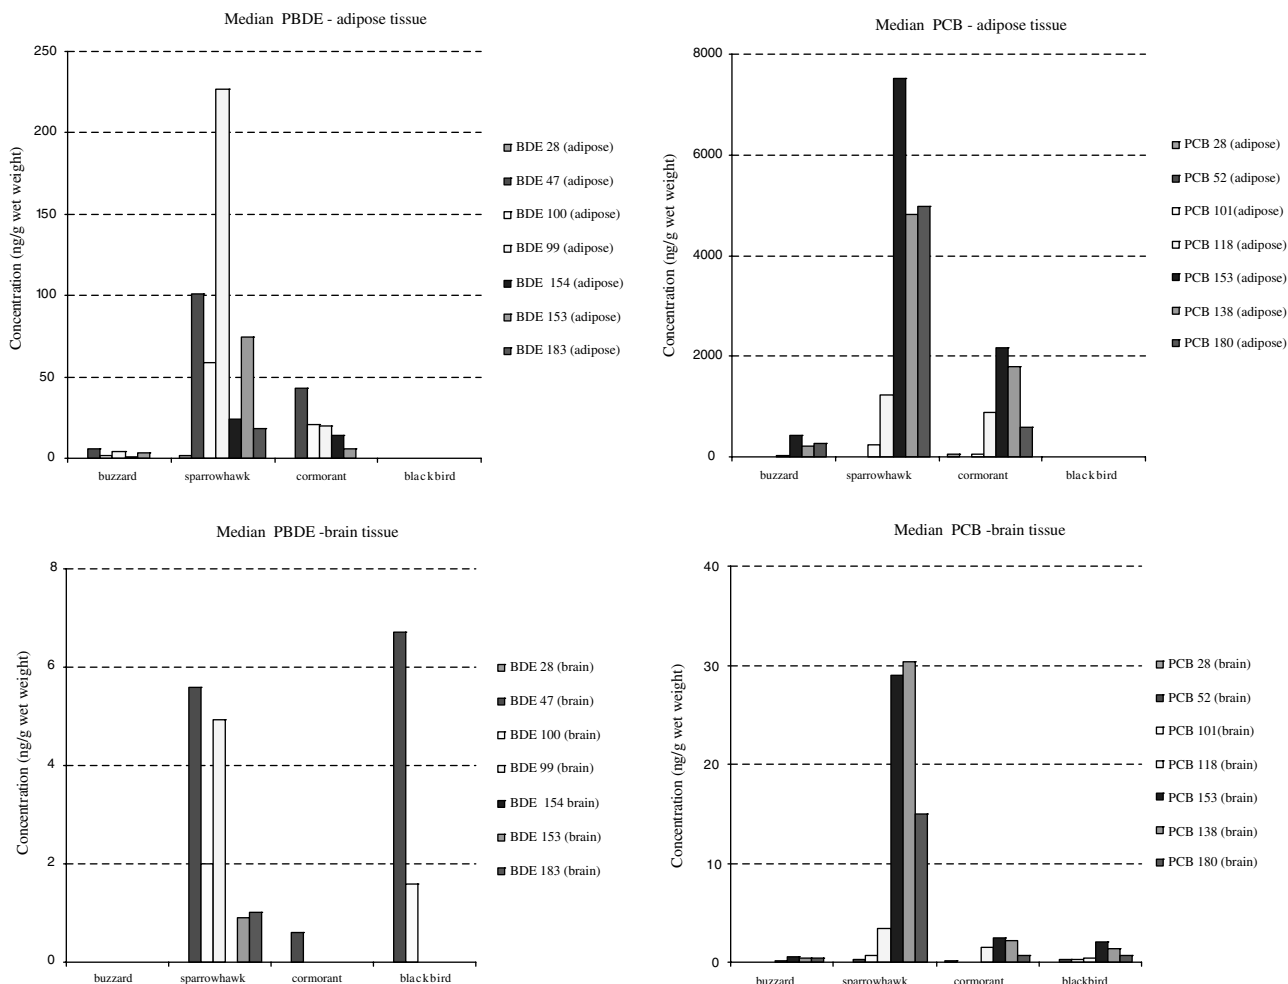 Median PBDE - adipose tissue
250
200
150
100
50
0
Concentration (ng/g wet weight)
buzzard
sparrowhawk
cormorant
blackbird
BDE 28 (adipose)
BDE 47 (adipose)
BDE 100 (adipose)
BDE 99 (adipose)
BDE 154 (adipose)
BDE 153 (adipose)
BDE 183 (adipose)
Median PCB - adipose tissue
8000
6000
4000
2000
0
Concentration (ng/g wet weight)
buzzard
sparrowhawk
cormorant
blackbird
PCB 28 (adipose)
PCB 52 (adipose)
PCB 101(adipose)
PCB 118 (adipose)
PCB 153 (adipose)
PCB 138 (adipose)
PCB 180 (adipose)
Median PBDE -brain tissue
8
6
4
2
0
Concentration (ng/g wet weight)
buzzard
sparrowhawk
cormorant
blackbird
BDE 28 (brain)
BDE 47 (brain)
BDE 100 (brain)
BDE 99 (brain)
BDE 154 brain)
BDE 153 (brain)
BDE 183 (brain)
Median PCB -brain tissue
40
30
20
10
0
Concentration (ng/g wet weight)
buzzard
sparrowhawk
cormorant
blackbird
PCB 28 (brain)
PCB 52 (brain)
PCB 101(brain)
PCB 118 (brain)
PCB 153 (brain)
PCB 138 (brain)
PCB 180 (brain)